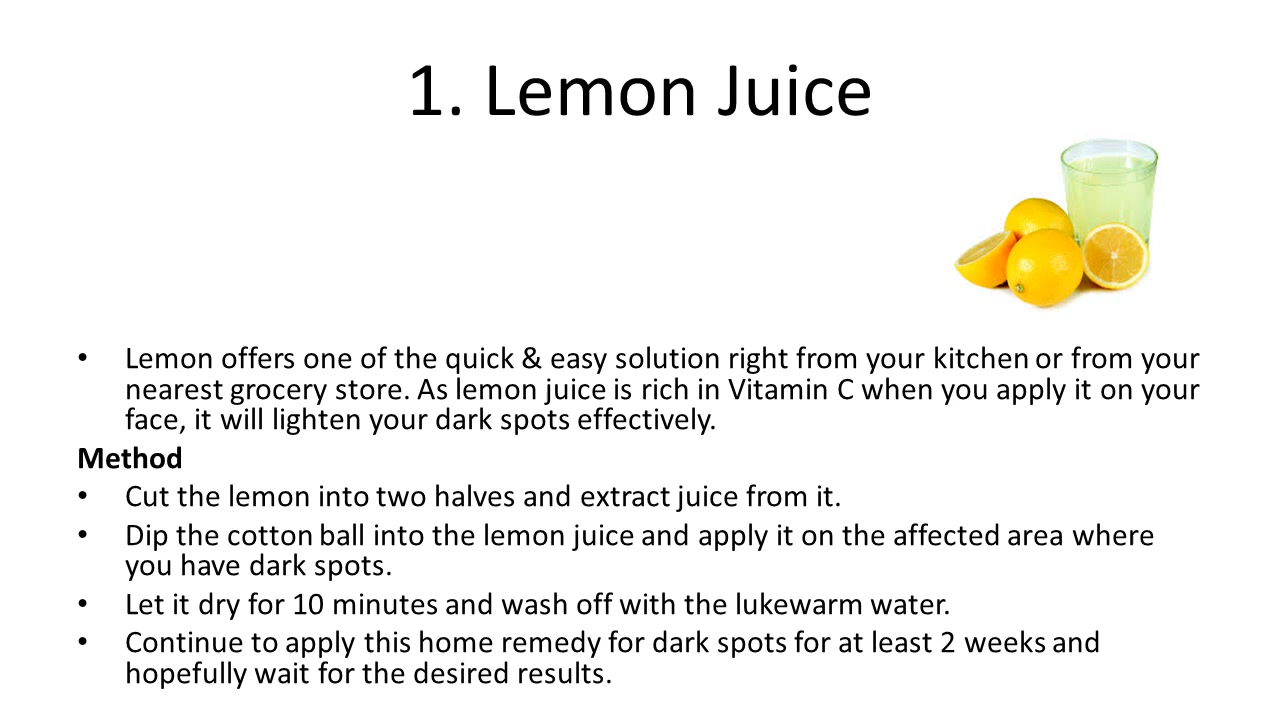 1. Lemon Juice
• Lemon offers one of the quick & easy solution right from your kitchen or from your
nearest grocery store. As lemon juice is rich in Vitamin C when you apply it on your
face, it will lighten your dark spots effectively.
Method
• Cut the lemon into two halves and extract juice from it.
• Dip the cotton ball into the lemon juice and apply it on the affected area where
you have dark spots.
• Let it dry for 10 minutes and wash off with the lukewarm water.
• Continue to apply this home remedy for dark spots for at least 2 weeks and
hopefully wait for the desired results.